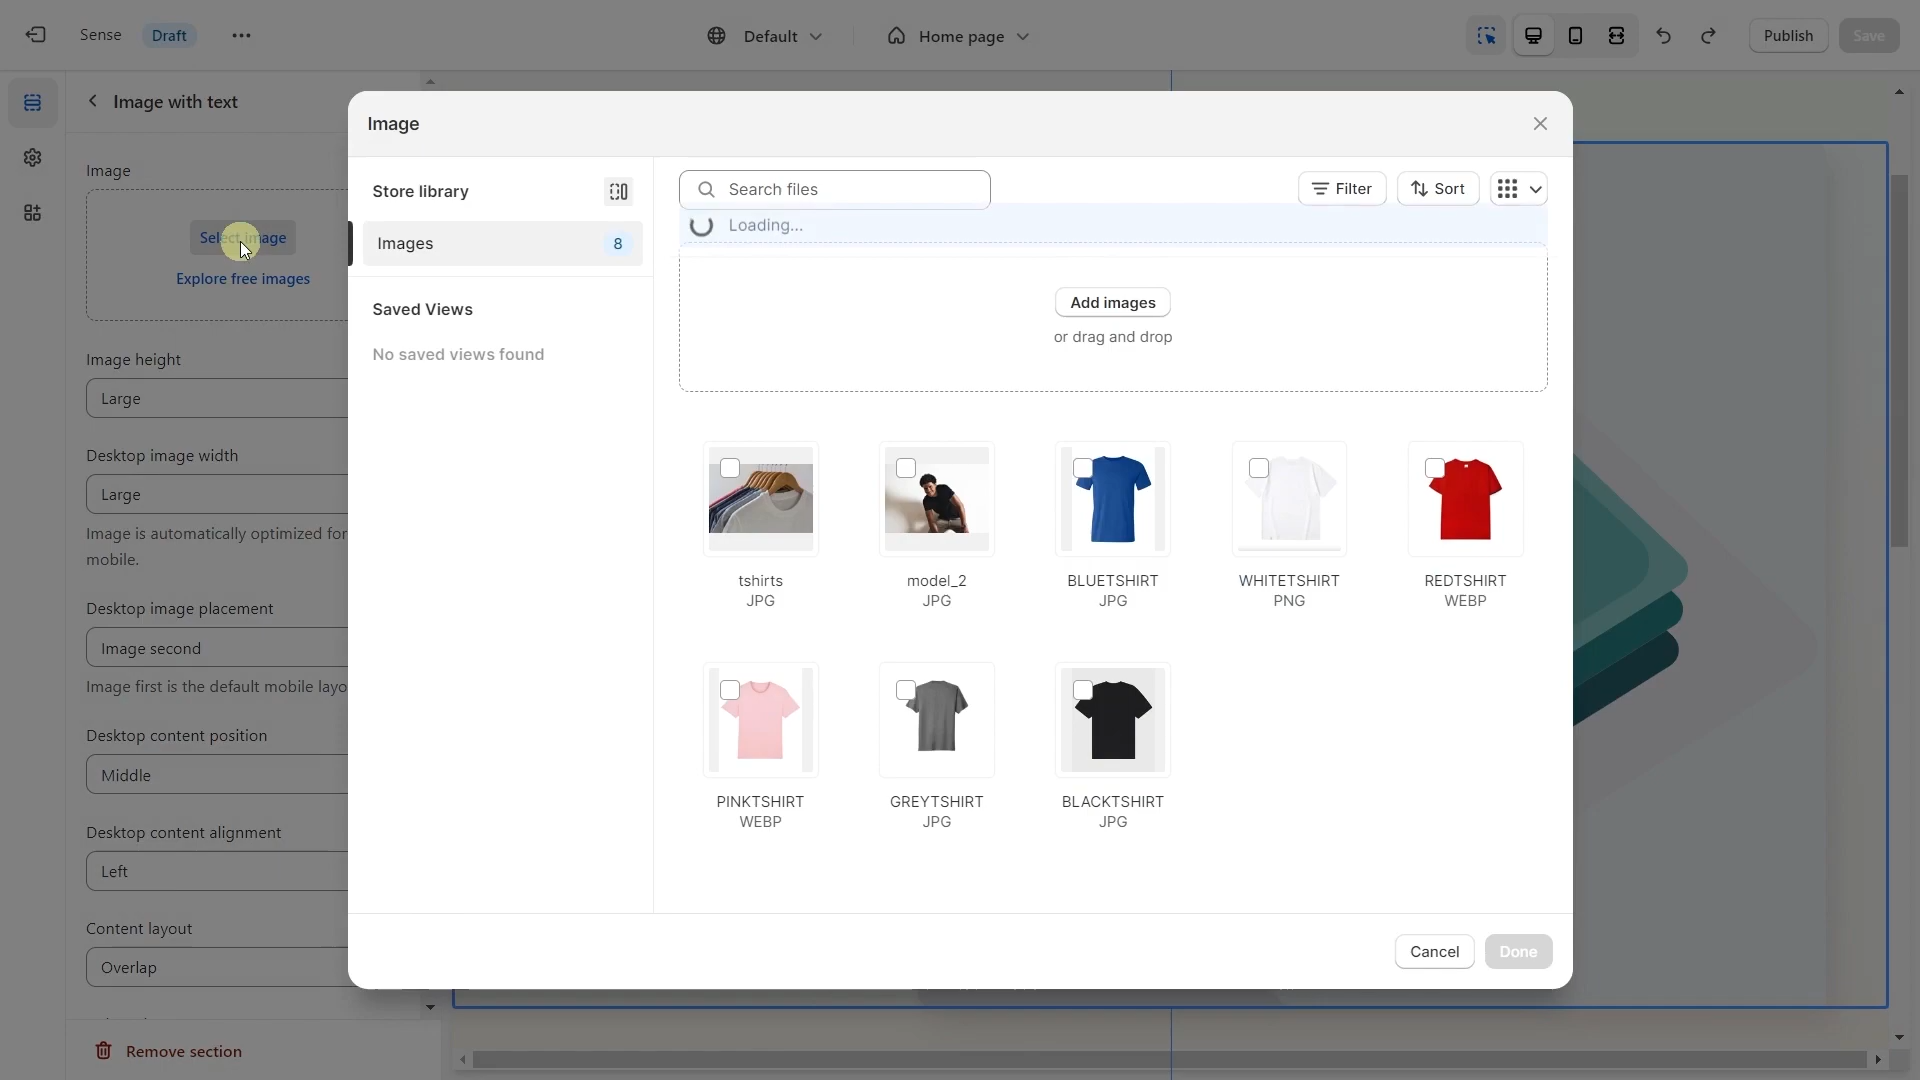 Sense
Draft
Default
Home page
Publish
Save
Image with text
Image
Select image
Explore free images
Image height
Large
Desktop image width
Large
Image is automatically optimized for
mobile.
Desktop image placement
Image second
Image first is the default mobile layo
Desktop content position
Middle
Desktop content alignment
Left
Content layout
Overlap
Remove section
Image
Store library
Images
8
Saved Views
No saved views found
Search files
Filter
Sort
Loading...
Add images
or drag and drop
tshirts
JPG
model_2
JPG
BLUETSHIRT
JPG
WHITETSHIRT
PNG
REDTSHIRT
WEBP
PINKTSHIRT
WEBP
GREYTSHIRT
JPG
BLACKTSHIRT
JPG
Cancel
Done